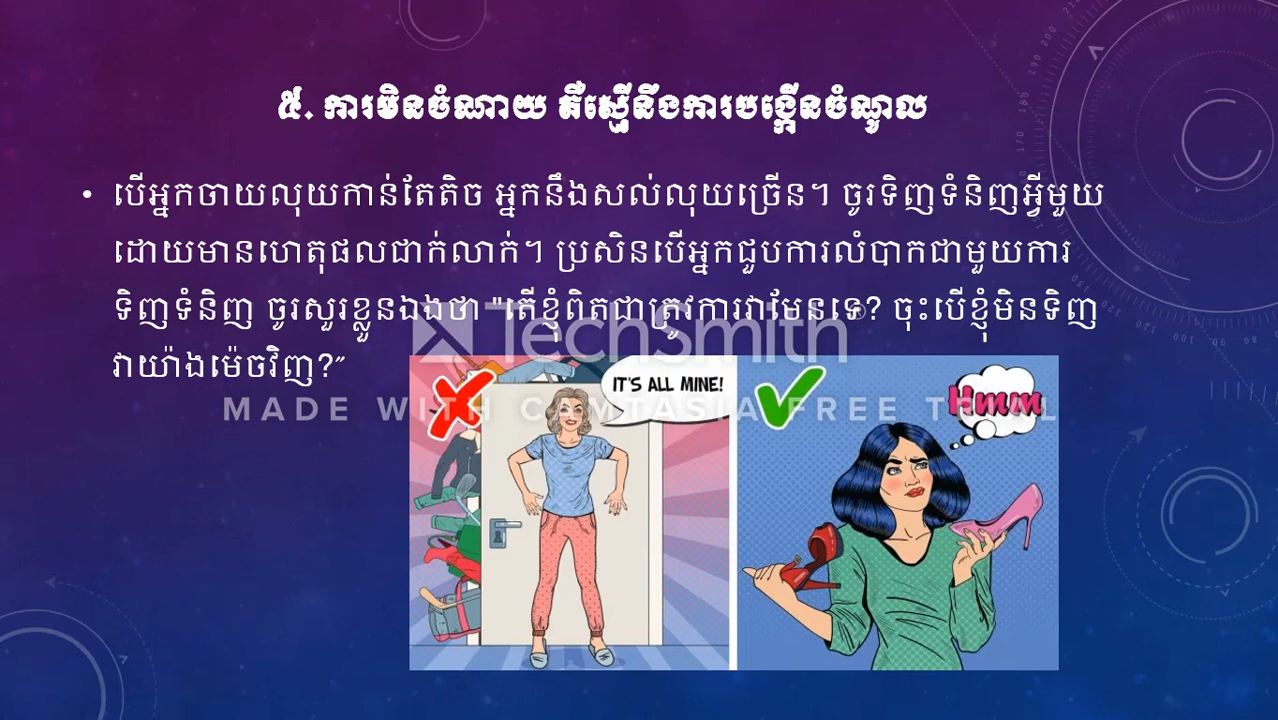 ៥. ការមិនចំណាយ គឺស្មើនឹងការបង្កើនចំណូល
• បើអ្នកចាយលុយកាន់តែតិច អ្នកនឹងសល់លុយច្រើន។ ចូរទិញទំនិញអ្វីមួយ
ដោយមានហេតុផលជាក់លាក់។ ប្រសិនបើអ្នកជួបការលំបាកជាមួយការ
ទិញទំនិញ ចូរសួរខ្លួនឯងថា "តើខ្ញុំពិតជាត្រូវការវាមែនទេ? ចុះបើខ្ញុំមិនទិញ
វាយ៉ាងម៉េចវិញ?"
TechSmith®
IT'S ALL MINE!
Hmm
MADE WITH CAMTASIA FREE TRIAL